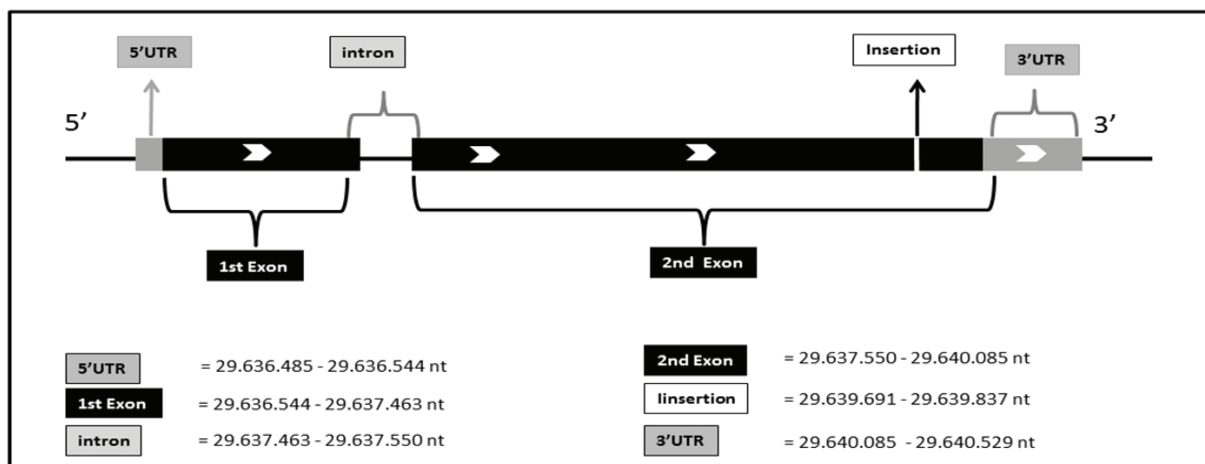 5'UTR
intron
Insertion
3'UTR
5'
3'
1st Exon
2nd Exon
5'UTR = 29.636.485 - 29.636.544 nt
1st Exon = 29.636.544 - 29.637.463 nt
intron = 29.637.463 - 29.637.550 nt
2nd Exon = 29.637.550 - 29.640.085 nt
Iinsertion = 29.639.691 - 29.639.837 nt
3'UTR = 29.640.085 - 29.640.529 nt